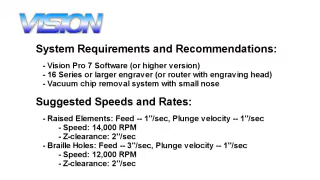 VISION
System Requirements and Recommendations:
- Vision Pro 7 Software (or higher version)
- 16 Series or larger engraver (or router with engraving head)
- Vacuum chip removal system with small nose
Suggested Speeds and Rates:
- Raised Elements: Feed -- 1"/sec, Plunge velocity -- 1"/sec
- Speed: 14,000 RPM
- Z-clearance: 2"/sec
- Braille Holes: Feed -- 3"/sec, Plunge velocity -- 1"/sec
- Speed: 12,000 RPM
- Z-clearance: 2"/sec